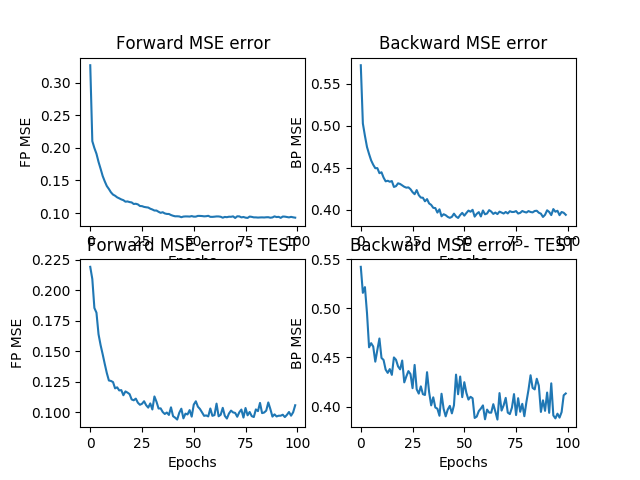 Forward MSE error
Backward MSE error
FP MSE
0.30
0.25
0.20
0.15
0.10
0 25 50 75 100
Epochs
BP MSE
0.55
0.50
0.45
0.40
0 25 50 75 100
Epochs
Forward MSE error - TEST
Backward MSE error - TEST
FP MSE
0.225
0.200
0.175
0.150
0.125
0.100
0 25 50 75 100
Epochs
BP MSE
0.55
0.50
0.45
0.40
0 25 50 75 100
Epochs